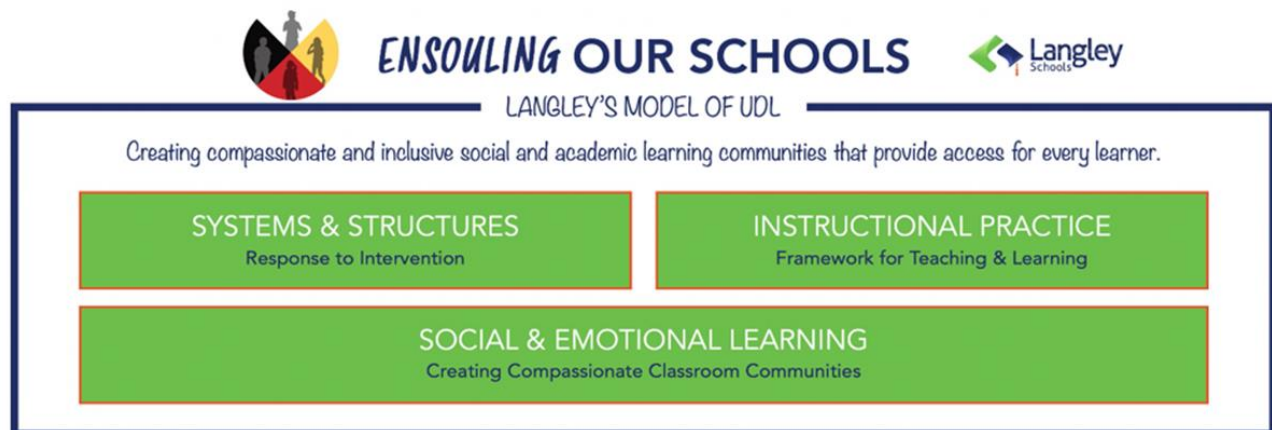 ENSOULING OUR SCHOOLS
Langley
Schools
LANGLEY'S MODEL OF UDL
Creating compassionate and inclusive social and academic learning communities that provide access for every learner.
SYSTEMS & STRUCTURES
Response to Intervention
INSTRUCTIONAL PRACTICE
Framework for Teaching & Learning
SOCIAL & EMOTIONAL LEARNING
Creating Compassionate Classroom Communities